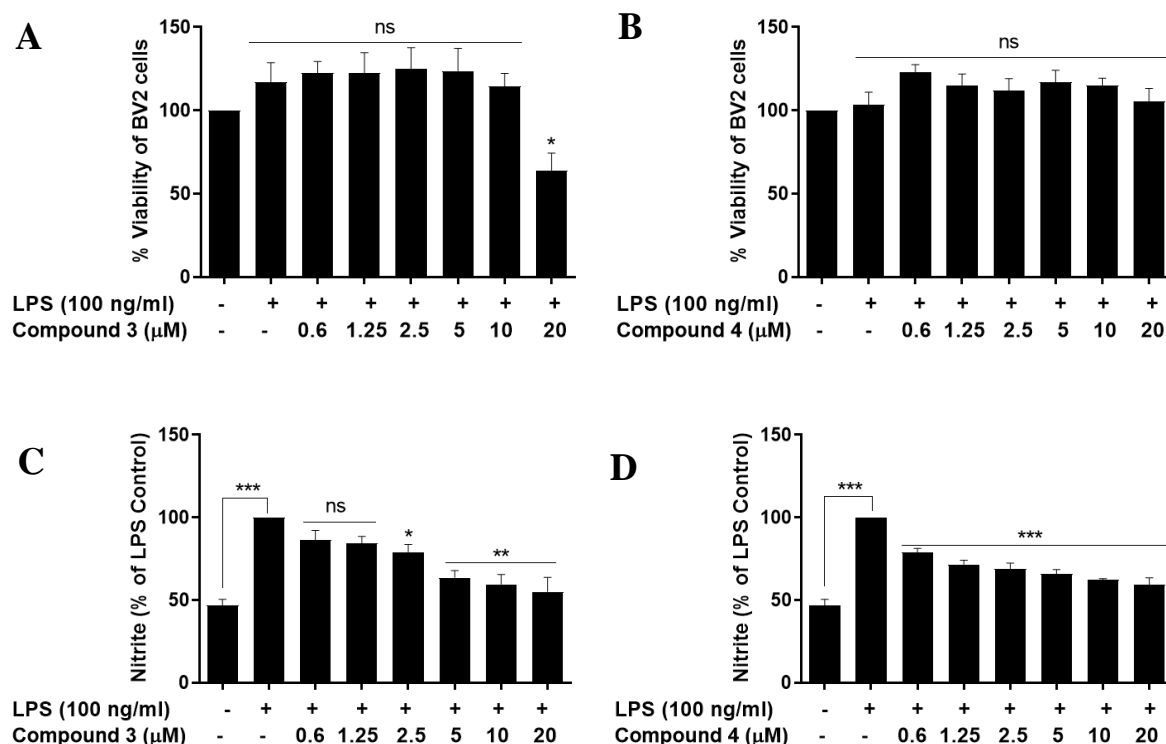 A
% Viability of BV2 cells
150
100
50
0
ns
*
LPS (100 ng/ml) - + + + + + + +
Compound 3 (μM) - - 0.6 1.25 2.5 5 10 20
B
% Viability of BV2 cells
150
100
50
0
ns
LPS (100 ng/ml) - + + + + + + +
Compound 4 (μM) - - 0.6 1.25 2.5 5 10 20
C
Nitrite (% of LPS Control)
150
100
50
0
***
ns
*
**
LPS (100 ng/ml) - + + + + + + +
Compound 3 (μM) - - 0.6 1.25 2.5 5 10 20
D
Nitrite (% of LPS Control)
150
100
50
0
***
***
LPS (100 ng/ml) - + + + + + + +
Compound 4 (μM) - - 0.6 1.25 2.5 5 10 20